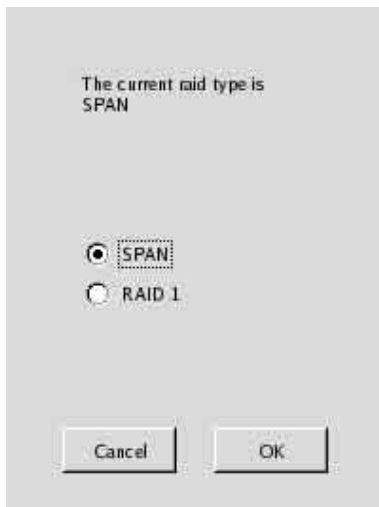 The current raid type is
SPAN
SPAN
RAID 1
Cancel OK